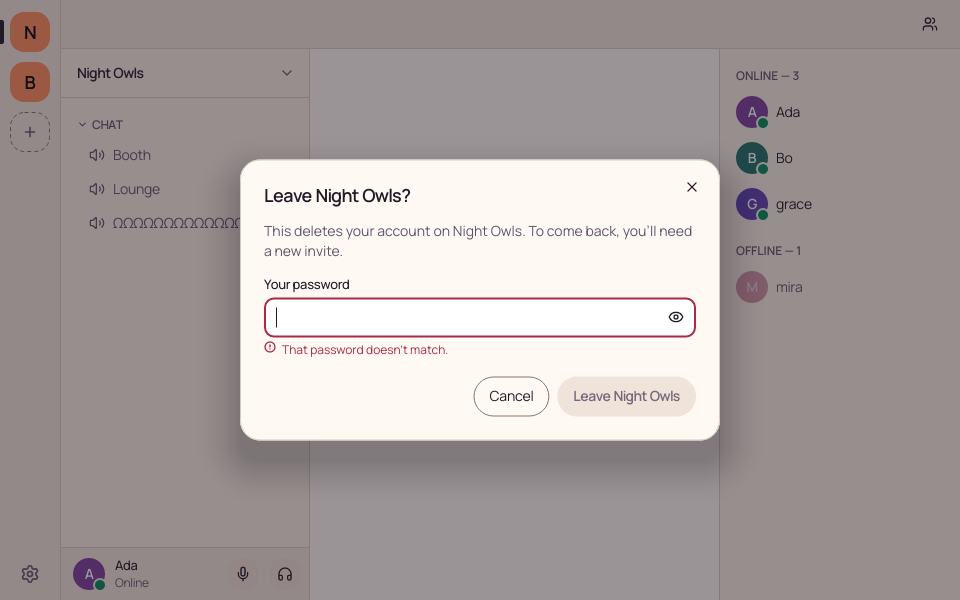 N
B
Night Owls
CHAT
Booth
Lounge
Leave Night Owls?
This deletes your account on Night Owls. To come back, you'll need
a new invite.
Your password
That password doesn't match.
Cancel
Leave Night Owls
A
Ada
Online
ONLINE — 3
A
Ada
B
Bo
G
grace
OFFLINE — 1
M
mira